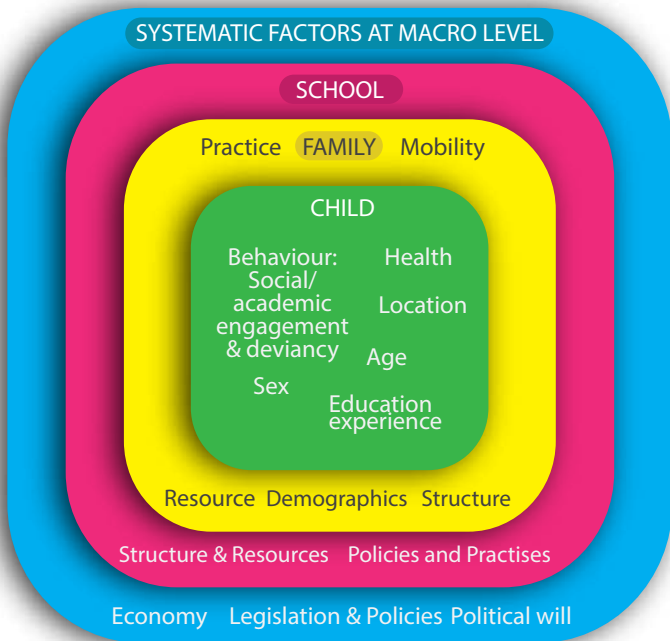 SYSTEMATIC FACTORS AT MACRO LEVEL
SCHOOL
Practice FAMILY Mobility
CHILD
Behaviour:
Social/
academic
engagement
& deviancy
Health
Location
Age
Sex
Education
experience
Resource Demographics Structure
Structure & Resources Policies and Practises
Economy Legislation & Policies Political will